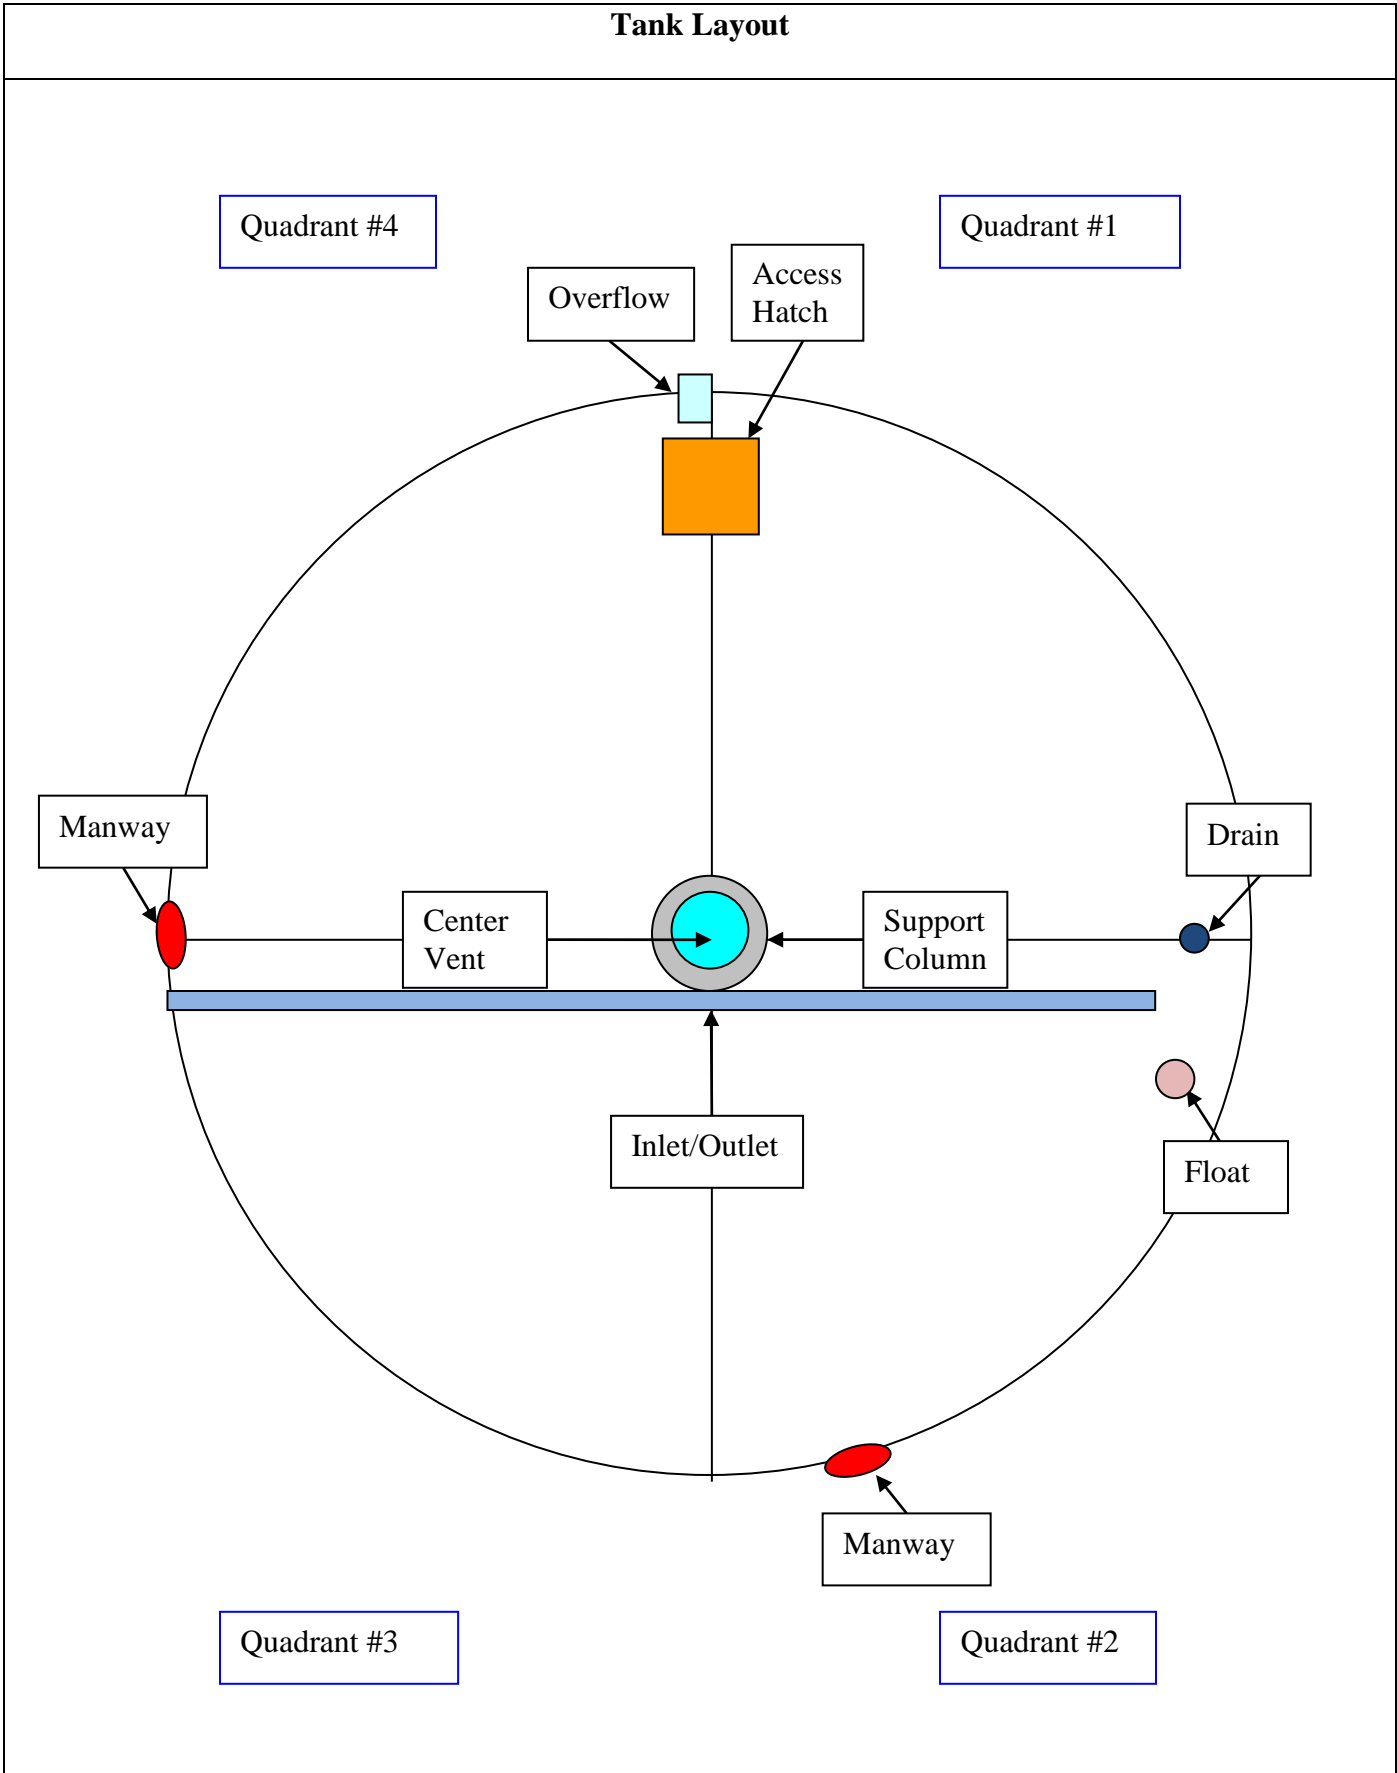 Tank Layout
Quadrant #4
Quadrant #1
Overflow
Access
Hatch
Manway
Drain
Center
Vent
Support
Column
Inlet/Outlet
Float
Manway
Quadrant #3
Quadrant #2